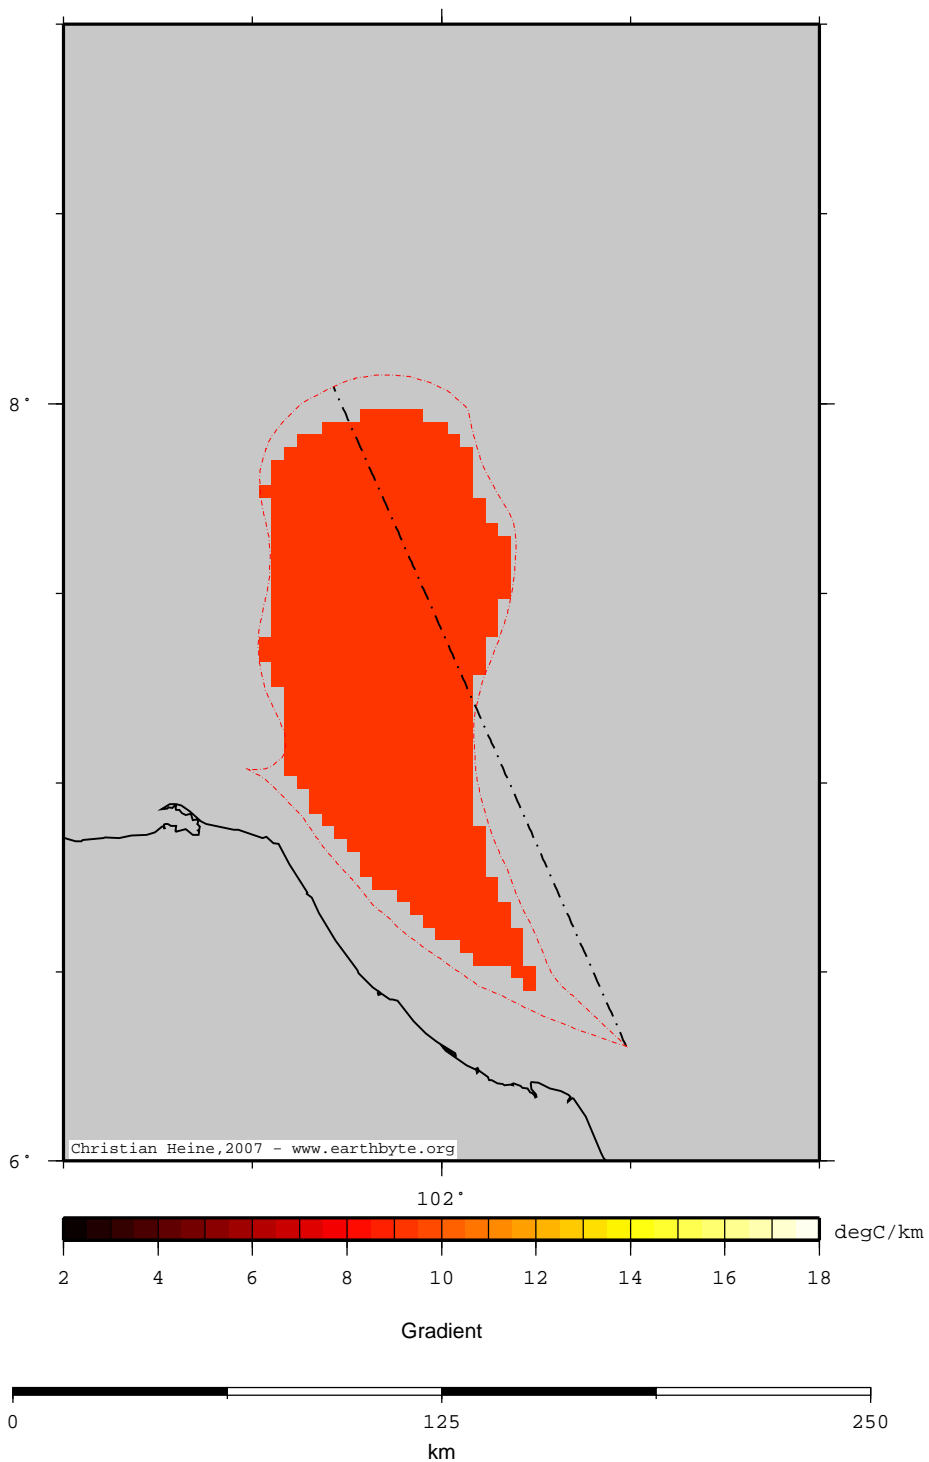 8°
6°
Christian Heine,2007 - www.earthbyte.org
102°
degC/km
2 4 6 8 10 12 14 16 18
Gradient
0 125 250
km